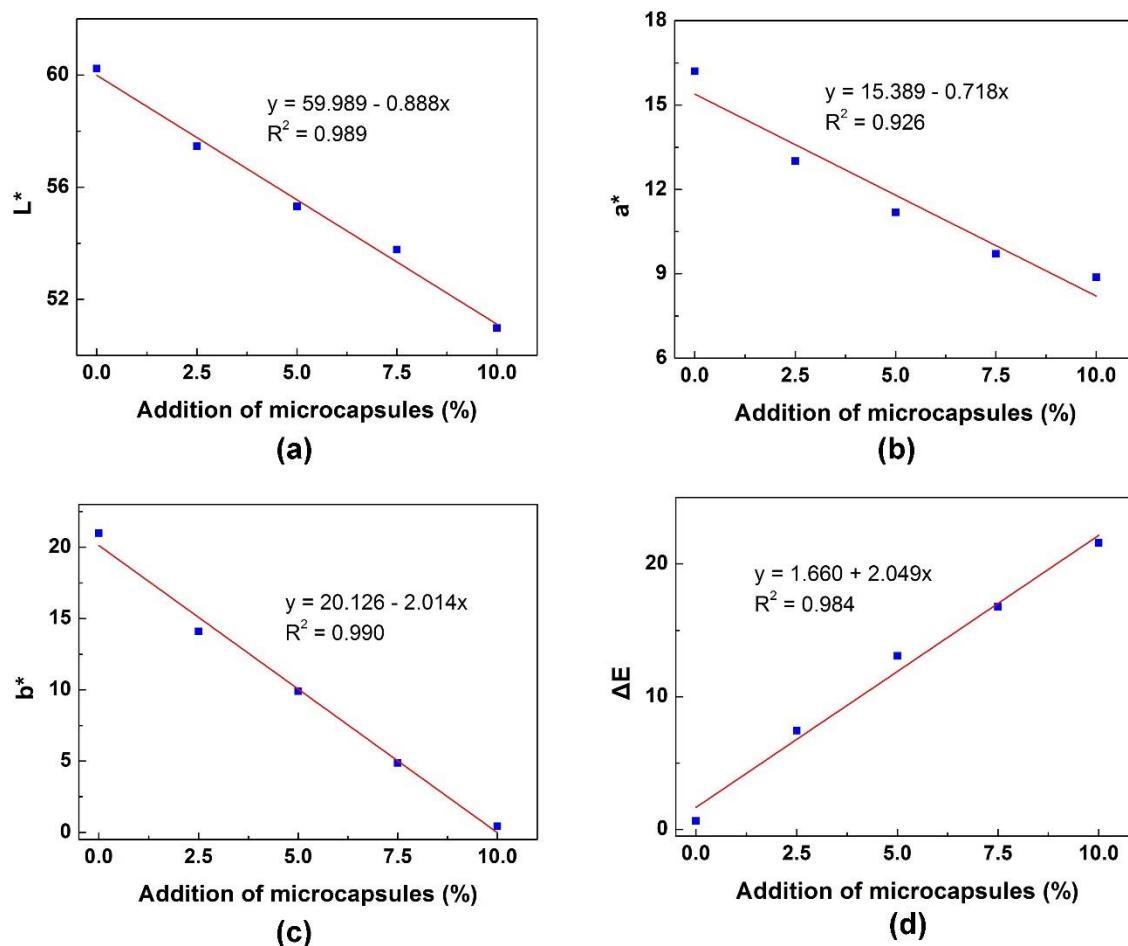 60
56
52
L*
y = 59.989 - 0.888x
R² = 0.989
0.0 2.5 5.0 7.5 10.0
Addition of microcapsules (%)
(a)
18
15
12
9
6
a*
y = 15.389 - 0.718x
R² = 0.926
0.0 2.5 5.0 7.5 10.0
Addition of microcapsules (%)
(b)
20
15
10
5
0
b*
y = 20.126 - 2.014x
R² = 0.990
0.0 2.5 5.0 7.5 10.0
Addition of microcapsules (%)
(c)
20
10
0
ΔE
y = 1.660 + 2.049x
R² = 0.984
0.0 2.5 5.0 7.5 10.0
Addition of microcapsules (%)
(d)